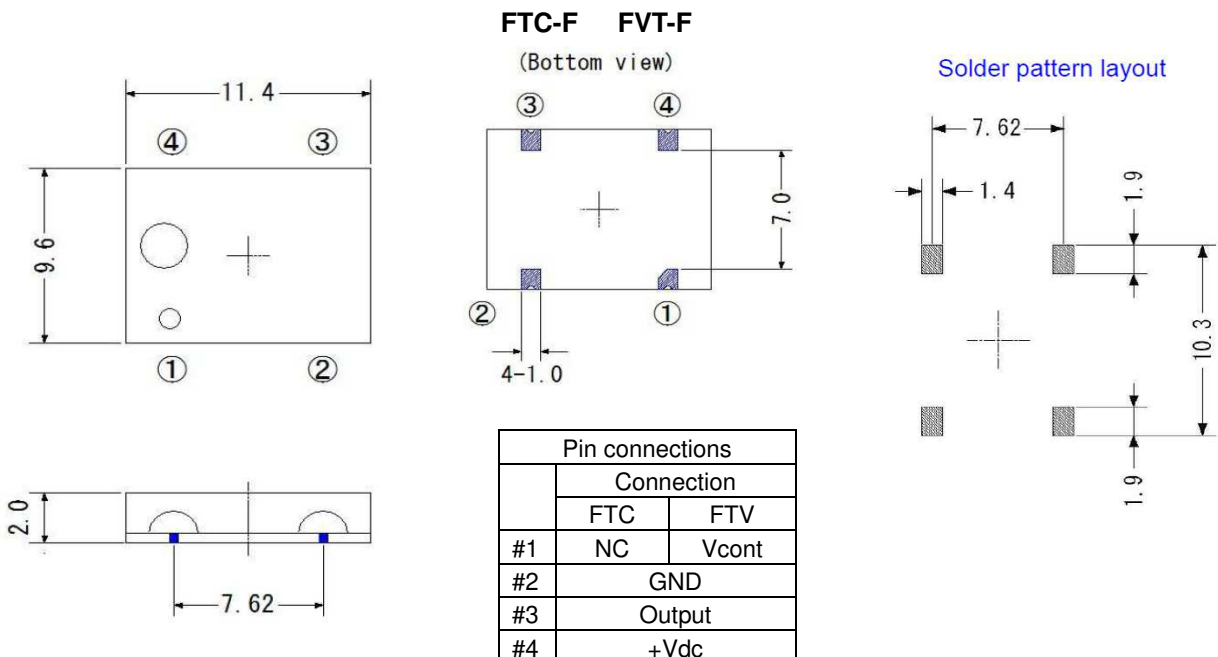 FTC-F FVT-F
(Bottom view)
Solder pattern layout
11.4
④ ③
9.6
① ②
③ ④
7.0
② ①
4-1.0
7.62
1.4
1.9
10.3
1.9
2.0
7.62
Pin connections
Connection
FTC FTV
#1 NC Vcont
#2 GND
#3 Output
#4 +Vdc